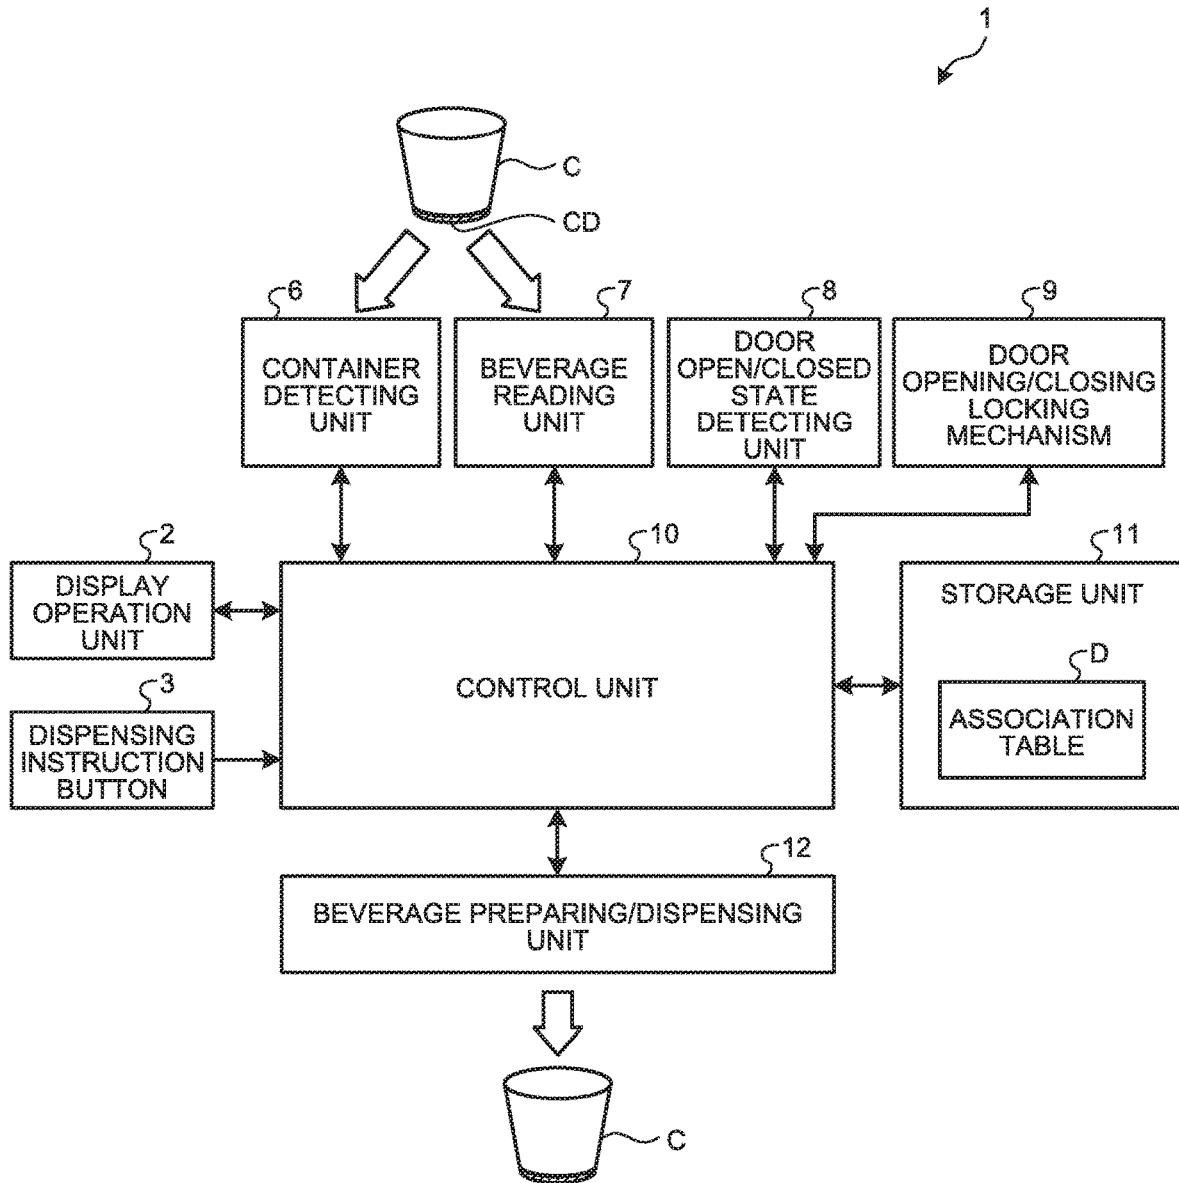 1
C
CD
6
7
8
9
CONTAINER
DETECTING
UNIT
BEVERAGE
READING
UNIT
DOOR
OPEN/CLOSED
STATE
DETECTING
UNIT
DOOR
OPENING/CLOSING
LOCKING
MECHANISM
2
10
11
DISPLAY
OPERATION
UNIT
3
DISPENSING
INSTRUCTION
BUTTON
CONTROL UNIT
STORAGE UNIT
D
ASSOCIATION
TABLE
12
BEVERAGE PREPARING/DISPENSING
UNIT
C